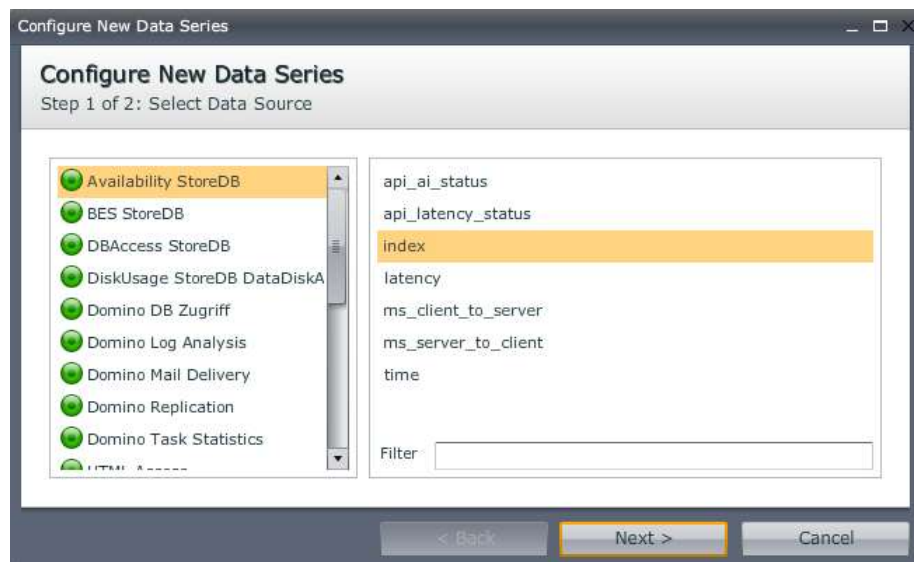 Configure New Data Series
Configure New Data Series
Step 1 of 2: Select Data Source
Availability StoreDB
BES StoreDB
DBAccess StoreDB
DiskUsage StoreDB DataDiskA
Domino DB Zugriff
Domino Log Analysis
Domino Mail Delivery
Domino Replication
Domino Task Statistics
api_ai_status
api_latency_status
index
latency
ms_client_to_server
ms_server_to_client
time
Filter
< Back
Next >
Cancel